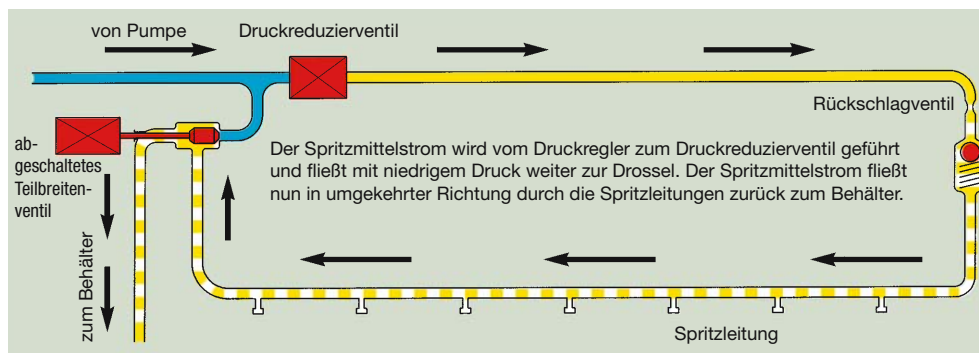 von Pumpe
Druckreduzierventil
Rückschlagventil
ab-
geschaltetes
Teilbreiten-
ventil
Der Spritzmittelstrom wird vom Druckregler zum Druckreduzierventil geführt
und fließt mit niedrigem Druck weiter zur Drossel. Der Spritzmittelstrom fließt
nun in umgekehrter Richtung durch die Spritzleitungen zurück zum Behälter.
zum Behälter
Spritzleitung